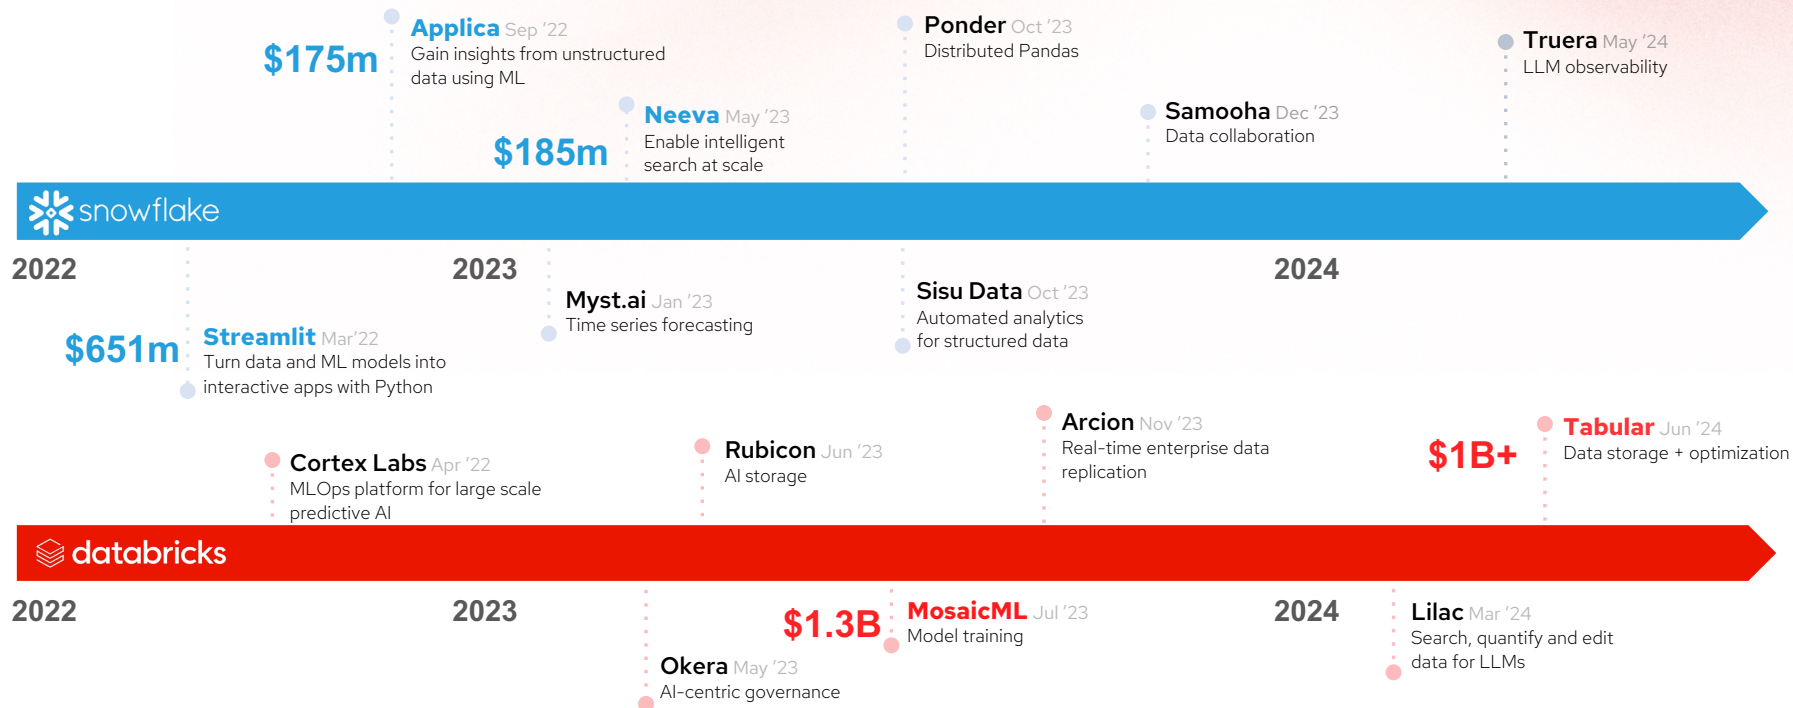 Applica Sep '22
$175m
Gain insights from unstructured
data using ML
Neeva May '23
$185m
Enable intelligent
search at scale
Ponder Oct '23
Distributed Pandas
Samooha Dec '23
Data collaboration
Truera May '24
LLM observability
snowflake
2022
2023
2024
$651m
Streamlit Mar'22
Turn data and ML models into
interactive apps with Python
Myst.ai Jan '23
Time series forecasting
Sisu Data Oct '23
Automated analytics
for structured data
Cortex Labs Apr '22
MLOps platform for large scale
predictive AI
Rubicon Jun '23
AI storage
Arcion Nov '23
Real-time enterprise data
replication
$1B+
Tabular Jun '24
Data storage + optimization
databricks
2022
2023
2024
Okera May '23
AI-centric governance
$1.3B
MosaicML Jul '23
Model training
Lilac Mar '24
Search, quantify and edit
data for LLMs